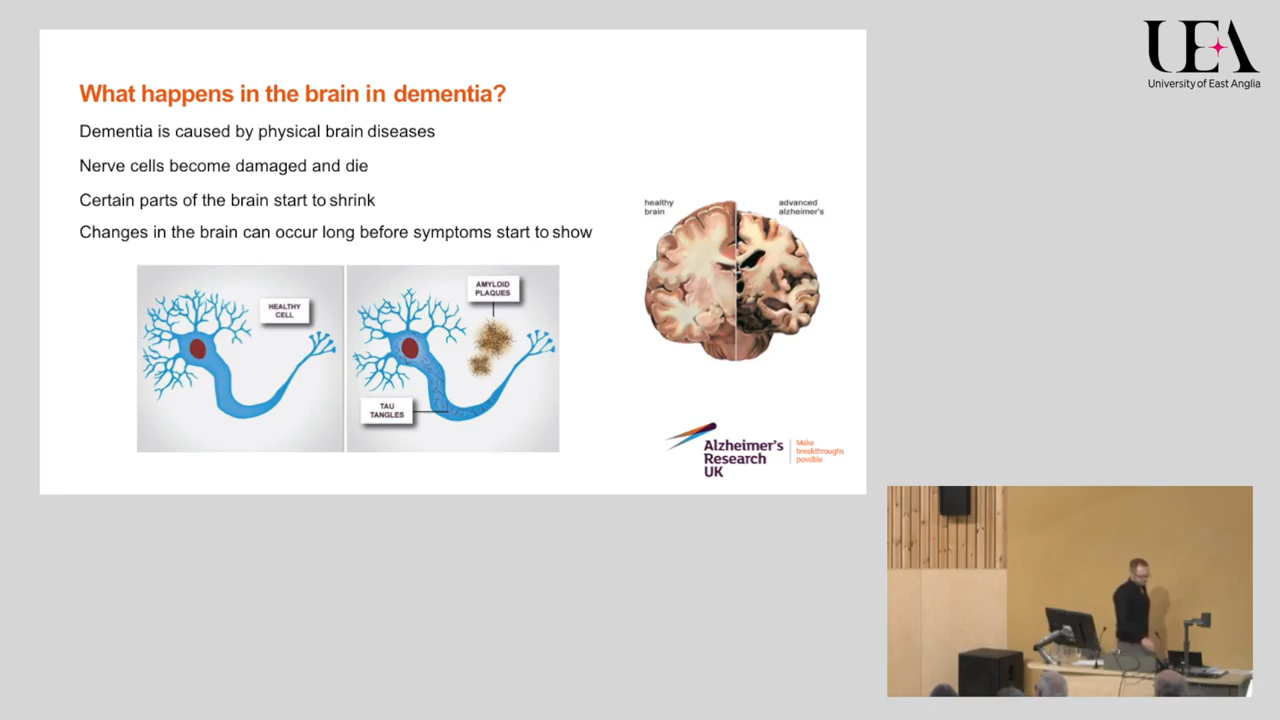 What happens in the brain in dementia?
Dementia is caused by physical brain diseases
Nerve cells become damaged and die
Certain parts of the brain start to shrink
Changes in the brain can occur long before symptoms start to show
HEALTHY
CELL
AMYLOID
PLAQUES
TAU
TANGLES
healthy
brain
advanced
alzheimer's
Alzheimer's
Research
UK
Make
breakthroughs
possible
UEA
University of East Anglia